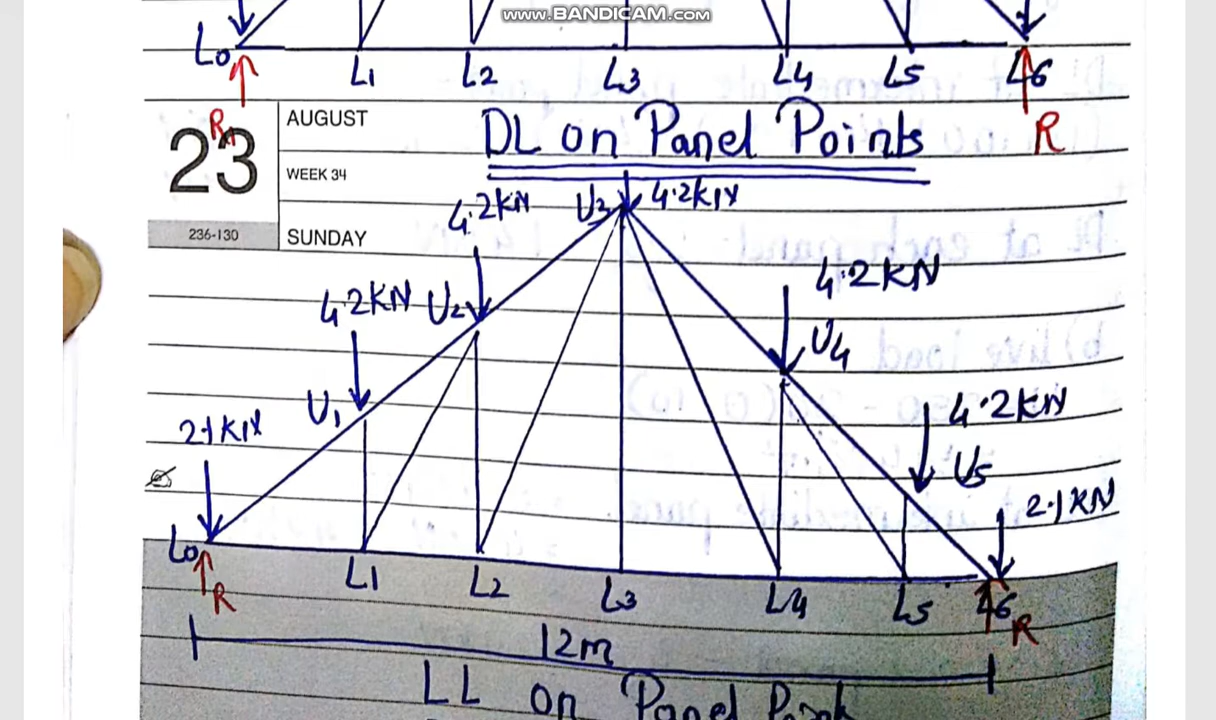 www.BANDICAM.com
L0 L1 L2 L3 L4 L5 L6
R R
23 AUGUST
WEEK 34
236-130 SUNDAY
DL on Panel Points
4.2KN U3 4.2KN
4.2KN U2 4.2KN
U4
U1 4.2KN
2.1KN U5
2.1KN
L0 L1 L2 L3 L4 L5 L6
R R
12m
LL on Panel